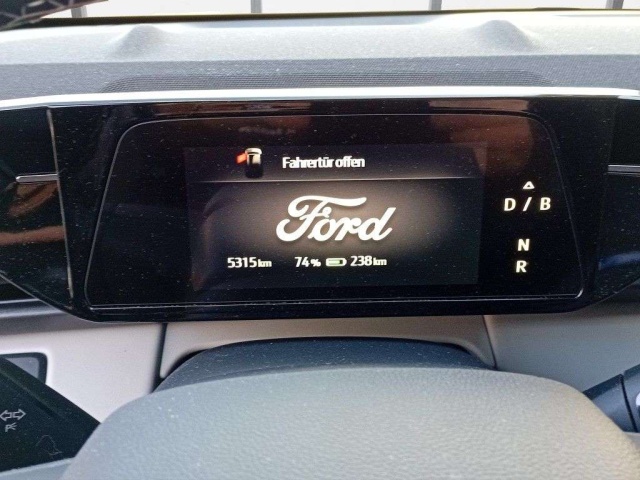 Fahrertür offen
Ford
5315 km 74 % 238 km
D / B
N
R